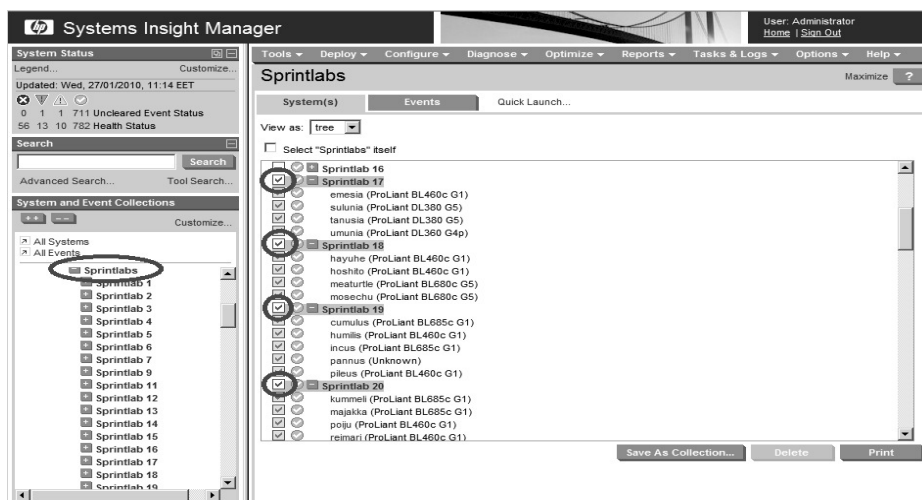 hp Systems Insight Manager
User: Administrator
Home | Sign Out
System Status
Legend... Customize...
Updated: Wed, 27/01/2010, 11:14 EET
0 1 1 711 Uncleared Event Status
56 13 10 782 Health Status
Search
Search
Advanced Search... Tool Search...
System and Event Collections
Customize...
All Systems
All Events
Sprintlabs
Sprintlab 1
Sprintlab 2
Sprintlab 3
Sprintlab 4
Sprintlab 5
Sprintlab 6
Sprintlab 7
Sprintlab 9
Sprintlab 11
Sprintlab 12
Sprintlab 13
Sprintlab 14
Sprintlab 15
Sprintlab 16
Sprintlab 17
Sprintlab 18
Sprintlab 19
Tools Deploy Configure Diagnose Optimize Reports Tasks & Logs Options Help
Sprintlabs
Maximize ?
System(s) Events Quick Launch...
View as: tree
Select "Sprintlabs" itself
Sprintlab 16
Sprintlab 17
emesia (ProLiant BL460c G1)
sulunia (ProLiant DL380 G5)
tanusia (ProLiant DL380 G5)
umunia (ProLiant DL360 G4p)
Sprintlab 18
hayuhe (ProLiant BL460c G1)
hoshito (ProLiant BL460c G1)
meaturtle (ProLiant BL680c G5)
mosechu (ProLiant BL680c G5)
Sprintlab 19
cumulus (ProLiant BL685c G1)
humilis (ProLiant BL460c G1)
incus (ProLiant BL685c G1)
pannus (Unknown)
pileus (ProLiant BL460c G1)
Sprintlab 20
kummeli (ProLiant BL685c G1)
majakka (ProLiant BL685c G1)
poiju (ProLiant BL460c G1)
reimari (ProLiant BL460c G1)
Save As Collection... Delete Print